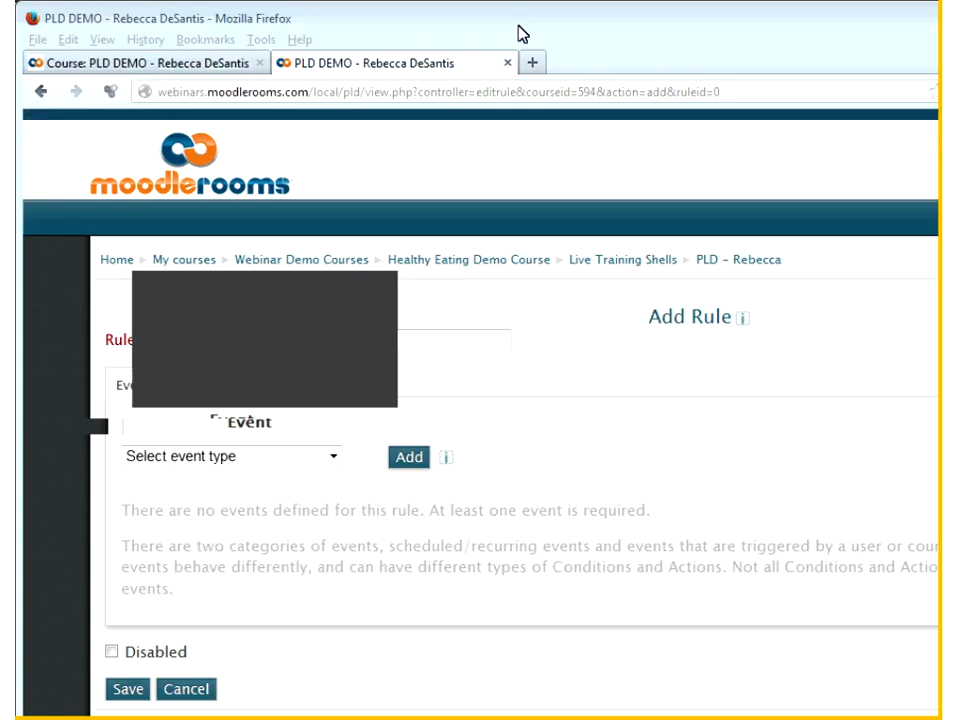 PLD DEMO - Rebecca DeSantis - Mozilla Firefox
File Edit View History Bookmarks Tools Help
Course: PLD DEMO - Rebecca DeSantis × PLD DEMO - Rebecca DeSantis × +
webinars.moodlerooms.com/local/pld/view.php?controller=editrule&courseid=594&action=add&ruleid=0
moodlerooms
Home ▶ My courses ▶ Webinar Demo Courses ▶ Healthy Eating Demo Course ▶ Live Training Shells ▶ PLD - Rebecca
Add Rule
Rule
Event
Select event type Add
There are no events defined for this rule. At least one event is required.
There are two categories of events, scheduled/recurring events and events that are triggered by a user or
events behave differently, and can have different types of Conditions and Actions. Not all Conditions and
events.
Disabled
Save Cancel